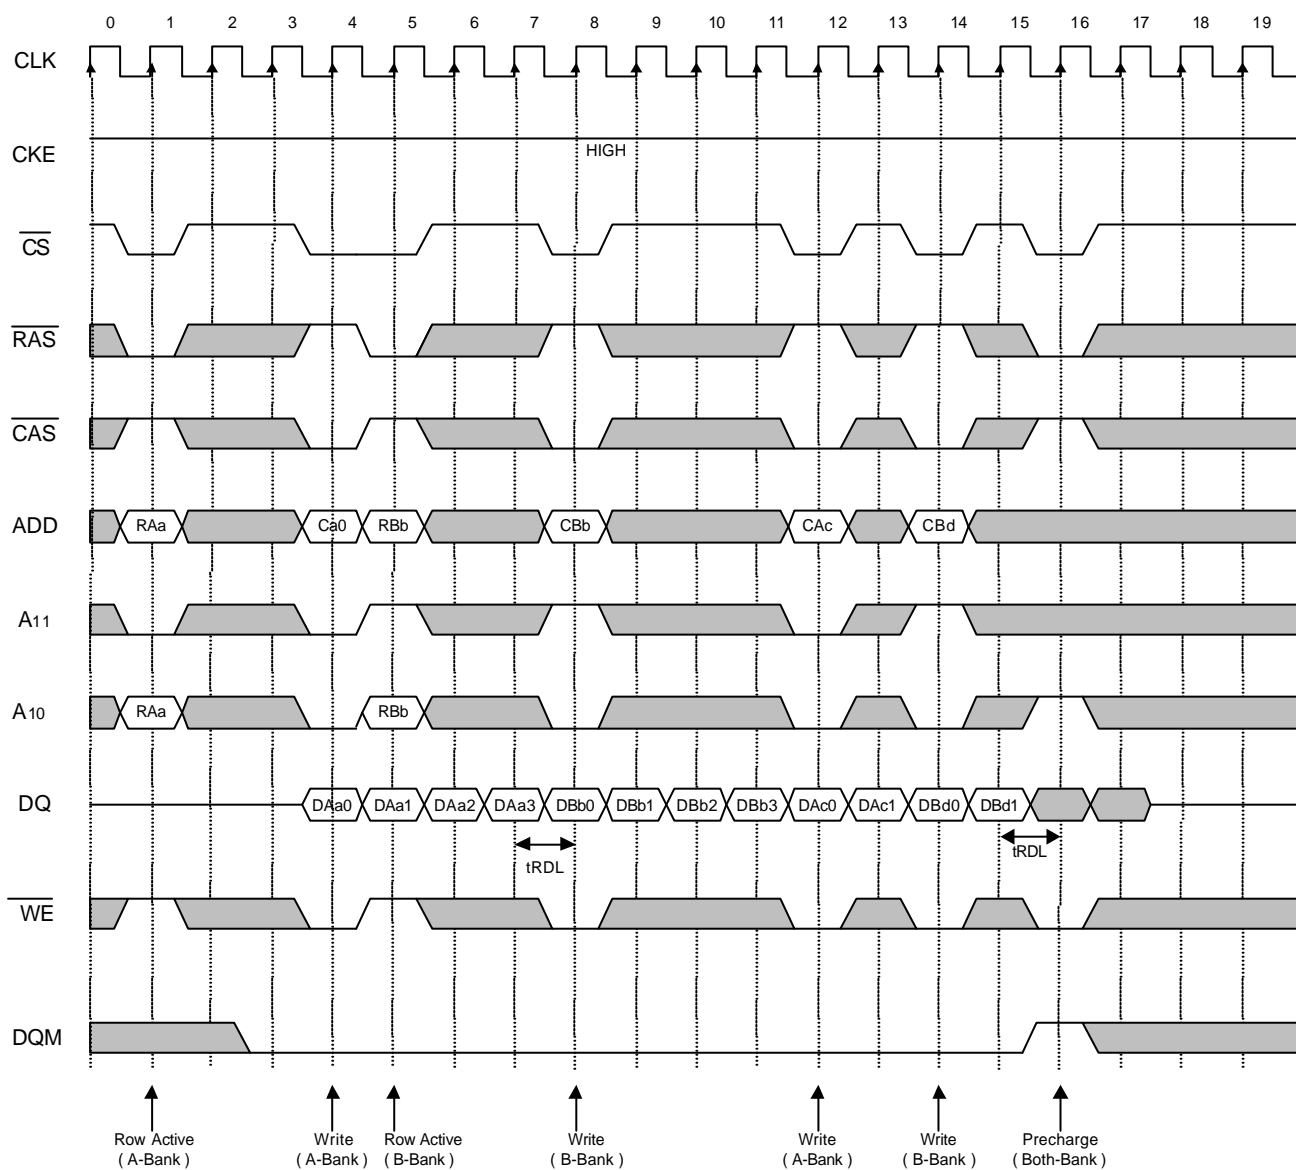 0 1 2 3 4 5 6 7 8 9 10 11 12 13 14 15 16 17 18 19
CLK
CKE
HIGH
CS
RAS
CAS
ADD RAa Ca0 RBb CBb CAc CBd
A11
A10 RAa RBb
DQ DAa0 DAa1 DAa2 DAa3 DBb0 DBb1 DBb2 DBb3 DAc0 DAc1 DBd0 DBd1
tRDL tRDL
WE
DQM
Row Active Write Row Active Write Write Write Precharge
( A-Bank ) ( A-Bank ) ( B-Bank ) ( B-Bank ) ( A-Bank ) ( B-Bank ) ( Both-Bank )